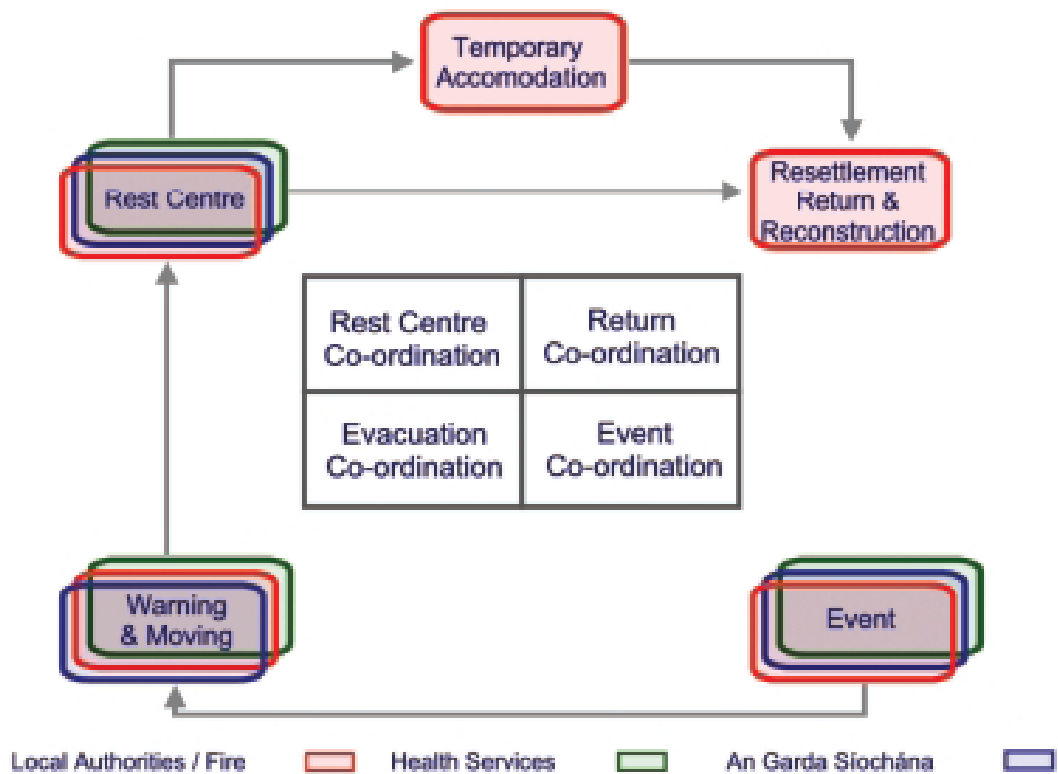 Temporary
Accomodation
Rest Centre
Resettlement
Return &
Reconstruction
Rest Centre
Co-ordination
Return
Co-ordination
Evacuation
Co-ordination
Event
Co-ordination
Warning
& Moving
Event
Local Authorities / Fire
Health Services
An Garda Síochána